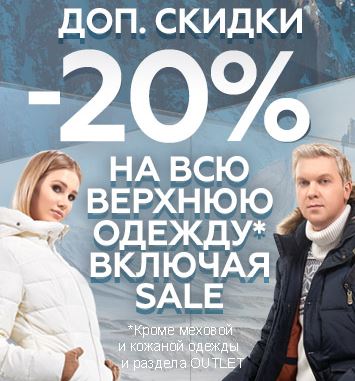 ДОП. СКИДКИ
-20%
НА ВСЮ
ВЕРХНЮЮ
ОДЕЖДУ*
ВКЛЮЧАЯ
SALE
*Кроме меховой
и кожаной одежды
и раздела OUTLET